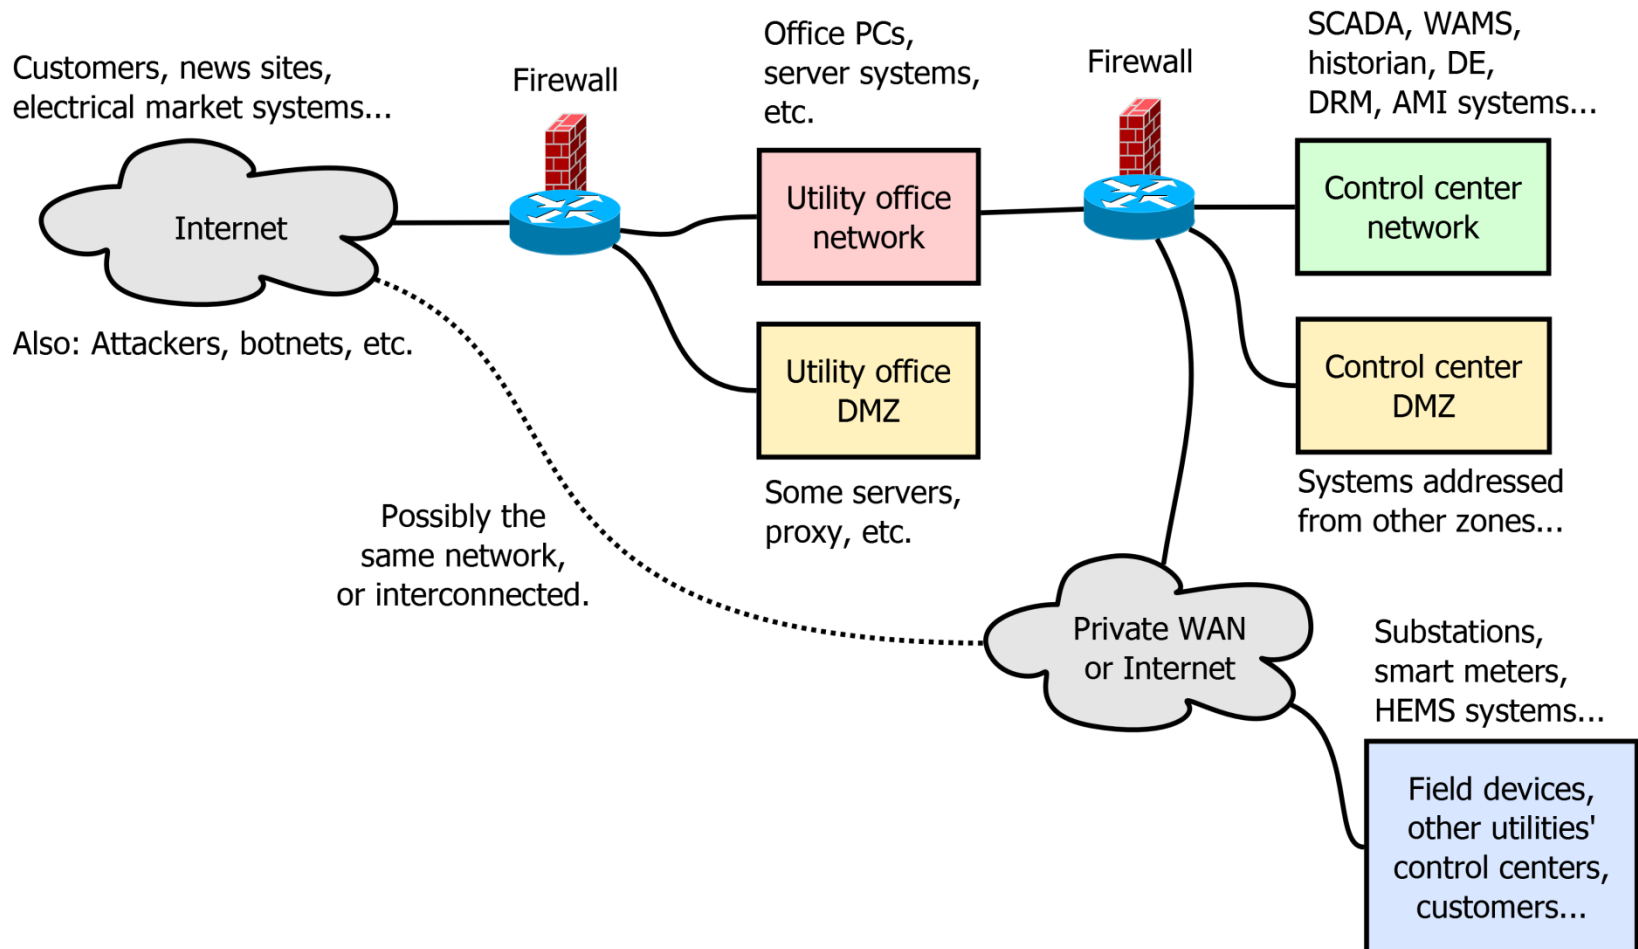 Customers, news sites,
electrical market systems...
Internet
Also: Attackers, botnets, etc.
Firewall
Office PCs,
server systems,
etc.
Utility office
network
Utility office
DMZ
Some servers,
proxy, etc.
Firewall
SCADA, WAMS,
historian, DE,
DRM, AMI systems...
Control center
network
Control center
DMZ
Systems addressed
from other zones...
Possibly the
same network,
or interconnected.
Private WAN
or Internet
Substations,
smart meters,
HEMS systems...
Field devices,
other utilities'
control centers,
customers...